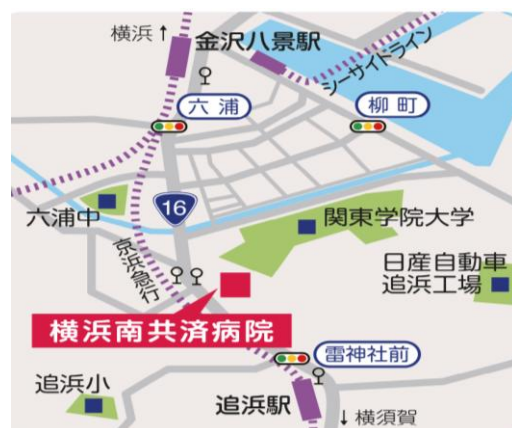 横浜↑
金沢八景駅
シーサイドライン
六浦
柳町
六浦中
16
関東学院大学
京浜急行
日産自動車
追浜工場
横浜南共済病院
雷神社前
追浜小
追浜駅
↓横須賀